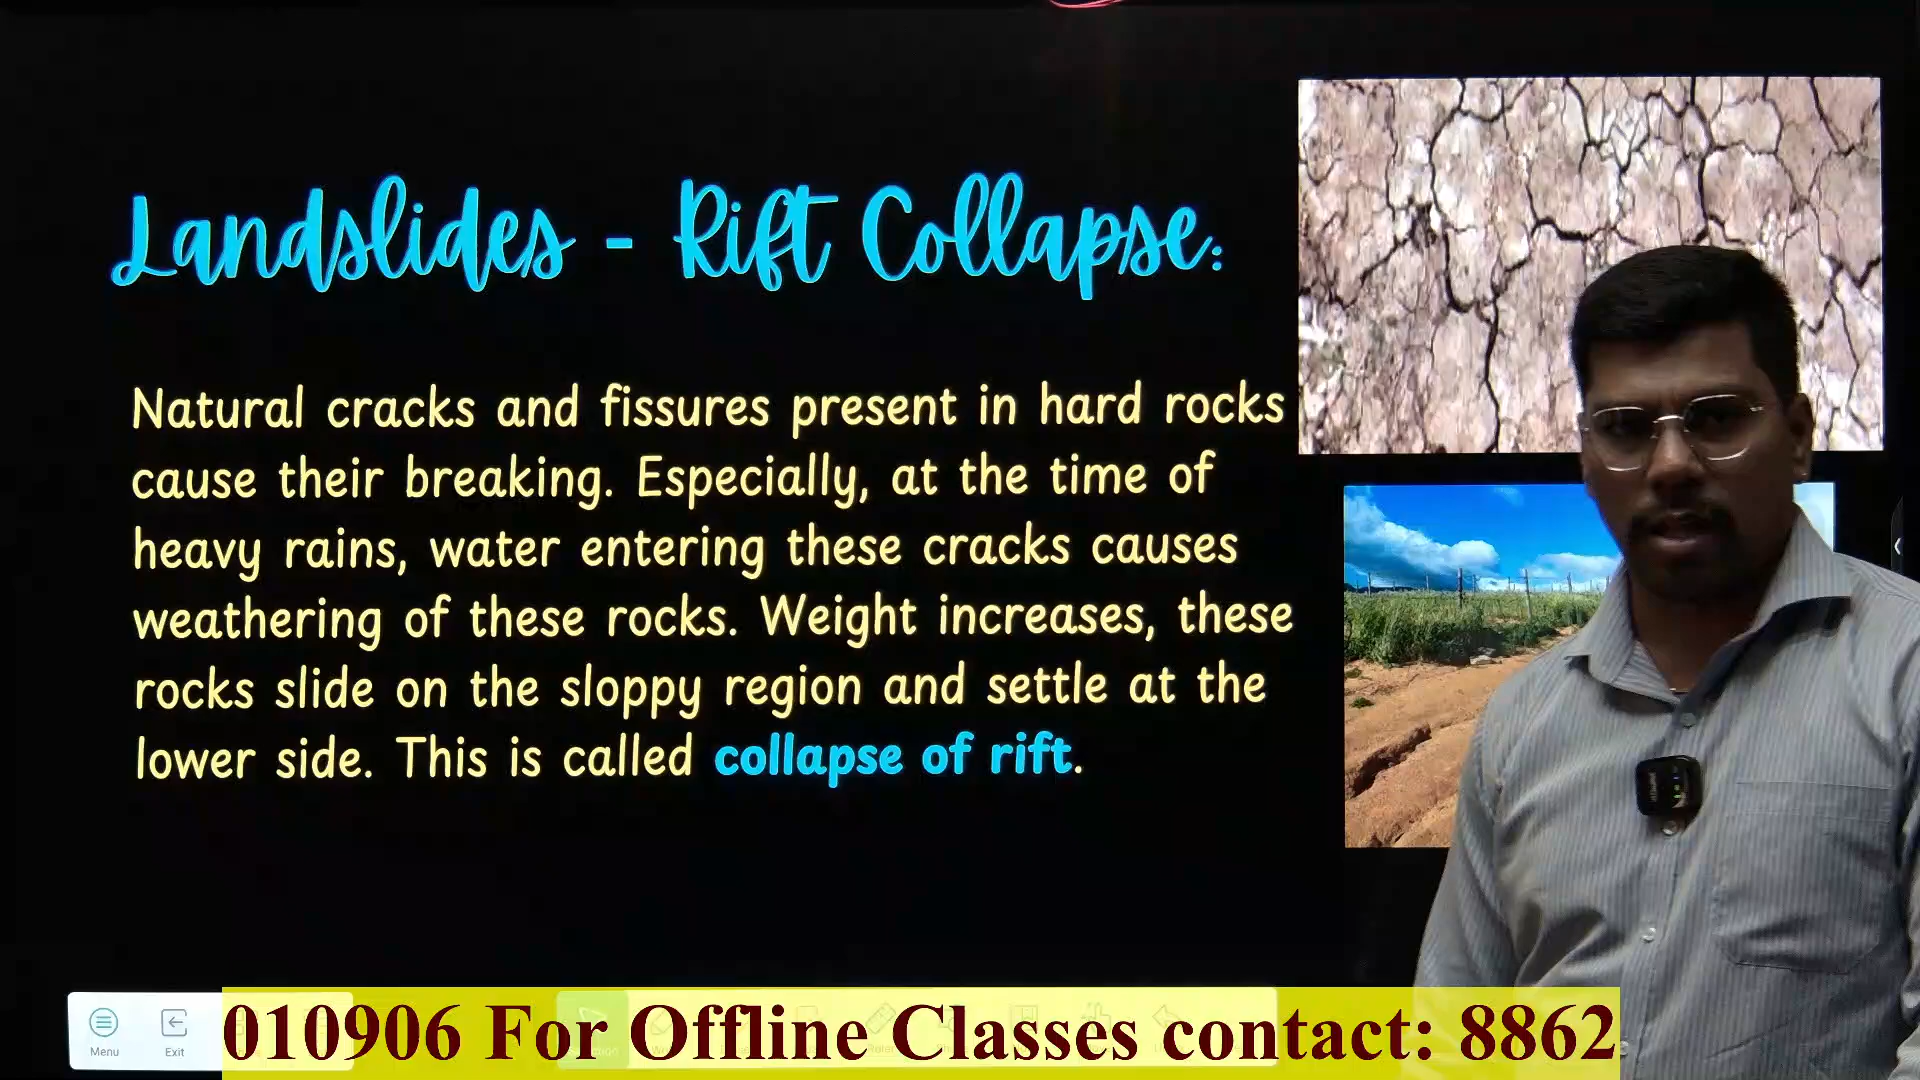 Landslides - Rift Collapse:
Natural cracks and fissures present in hard rocks
cause their breaking. Especially, at the time of
heavy rains, water entering these cracks causes
weathering of these rocks. Weight increases, these
rocks slide on the sloppy region and settle at the
lower side. This is called collapse of rift.
Menu
Exit
010906 For Offline Classes contact: 8862